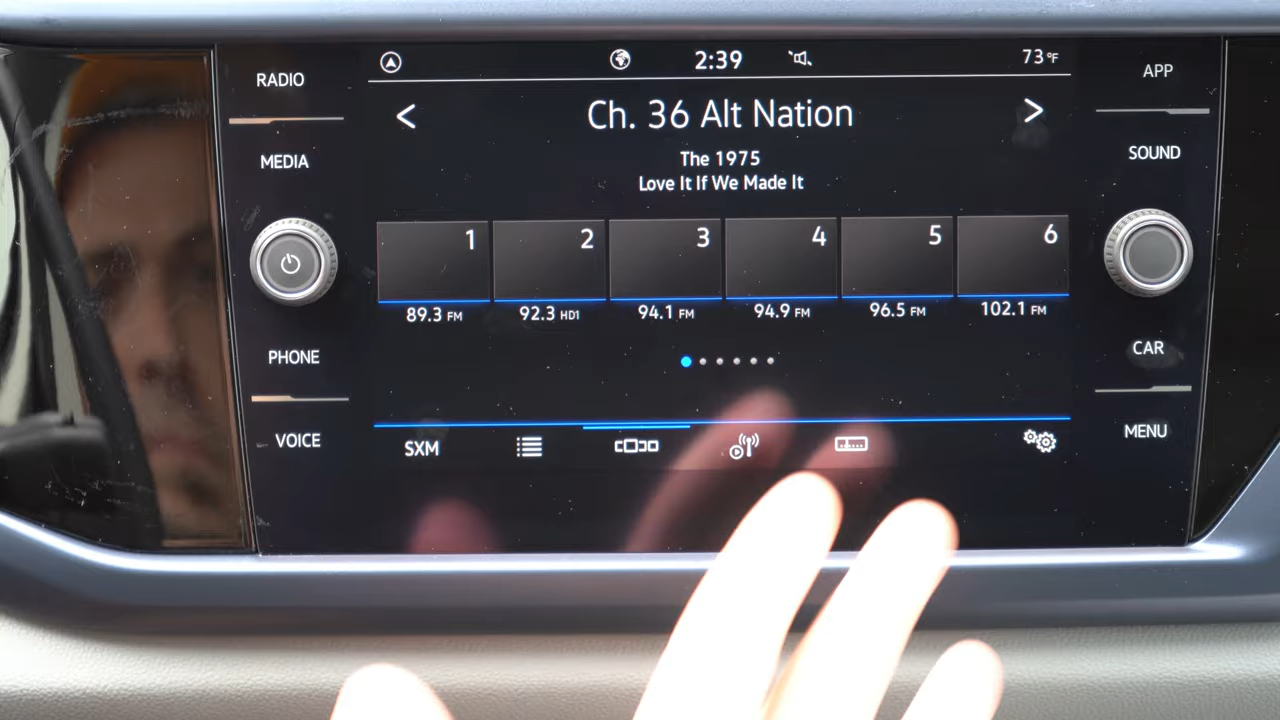 RADIO
MEDIA
PHONE
VOICE
2:39
73°F
Ch. 36 Alt Nation
The 1975
Love It If We Made It
1
2
3
4
5
6
89.3 FM
92.3 HD1
94.1 FM
94.9 FM
96.5 FM
102.1 FM
SXM
APP
SOUND
CAR
MENU